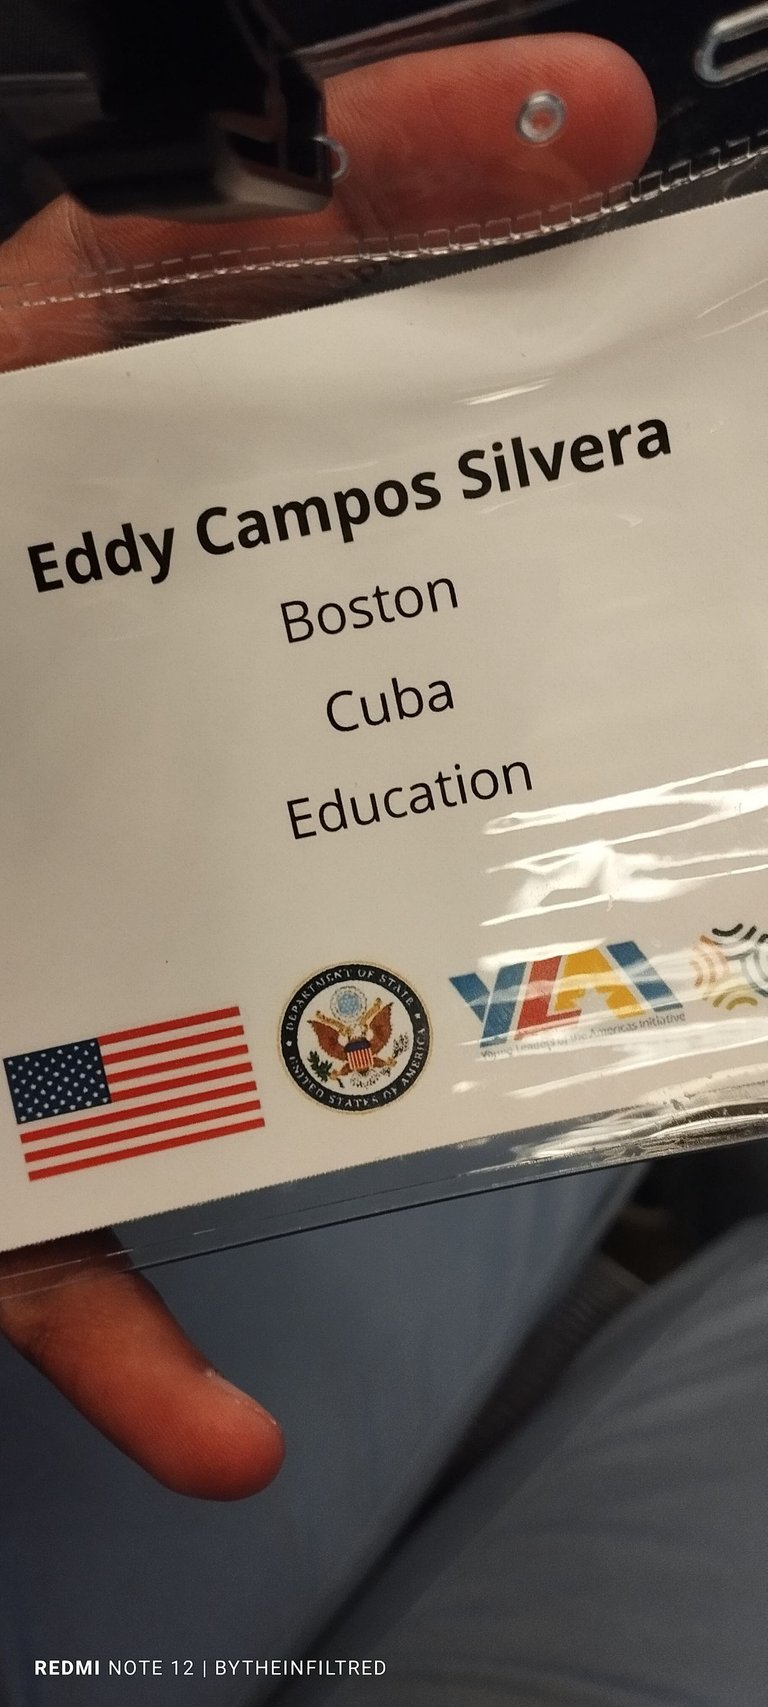 Eddy Campos Silvera
Boston
Cuba
Education
DEPARTMENT OF STATE
UNITED STATES OF AMERICA
YLAI
Young Leaders of the Americas Initiative
REDMI NOTE 12 | BYTHEINFILTRED